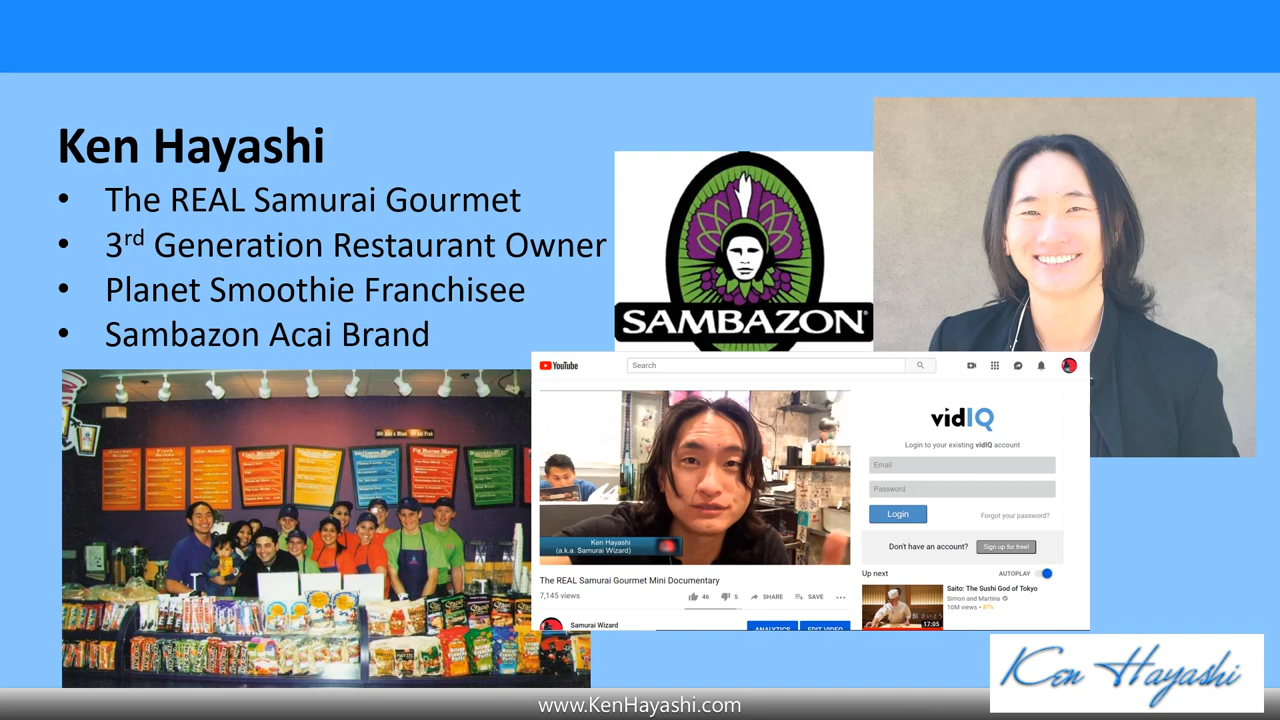 Ken Hayashi
• The REAL Samurai Gourmet
• 3rd Generation Restaurant Owner
• Planet Smoothie Franchisee
• Sambazon Acai Brand
SAMBAZON®
YouTube
Search
vidIQ
Login to your existing vidIQ account
Email
Password
Login
Forgot your password?
Don't have an account?
Sign up for free!
Ken Hayashi
(a.k.a. Samurai Wizard)
The REAL Samurai Gourmet Mini Documentary
7,145 views
46
5
SHARE
SAVE
Samurai Wizard
ANALYTICS
EDIT VIDEO
Up next
AUTOPLAY
Saito: The Sushi God of Tokyo
Simon and Martina
10M views • 87%
17:05
Ken Hayashi
www.KenHayashi.com